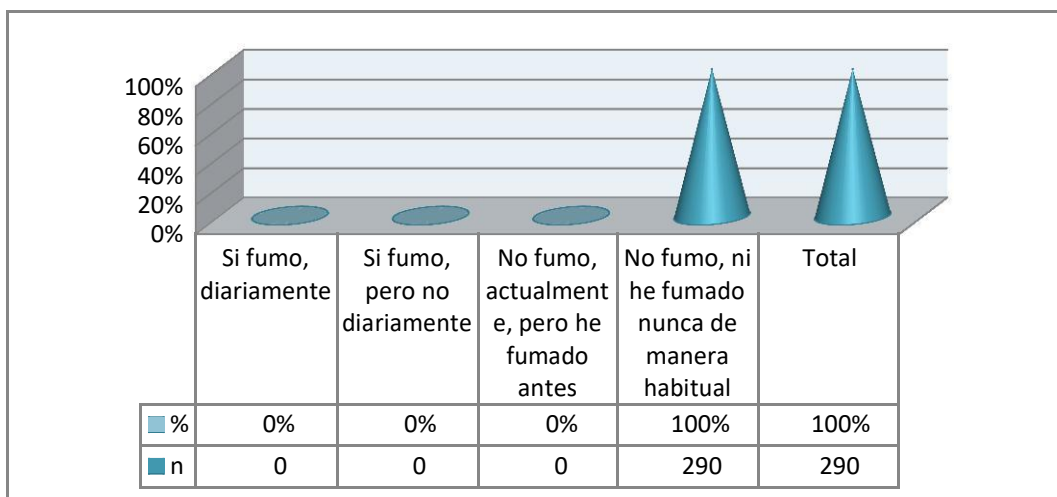 100%
80%
60%
40%
20%
0%
Si fumo,
diariamente
Si fumo,
pero no
diariamente
No fumo,
actualment
e, pero he
fumado
antes
No fumo, ni
he fumado
nunca de
manera
habitual
Total
% 0% 0% 0% 100% 100%
n 0 0 0 290 290